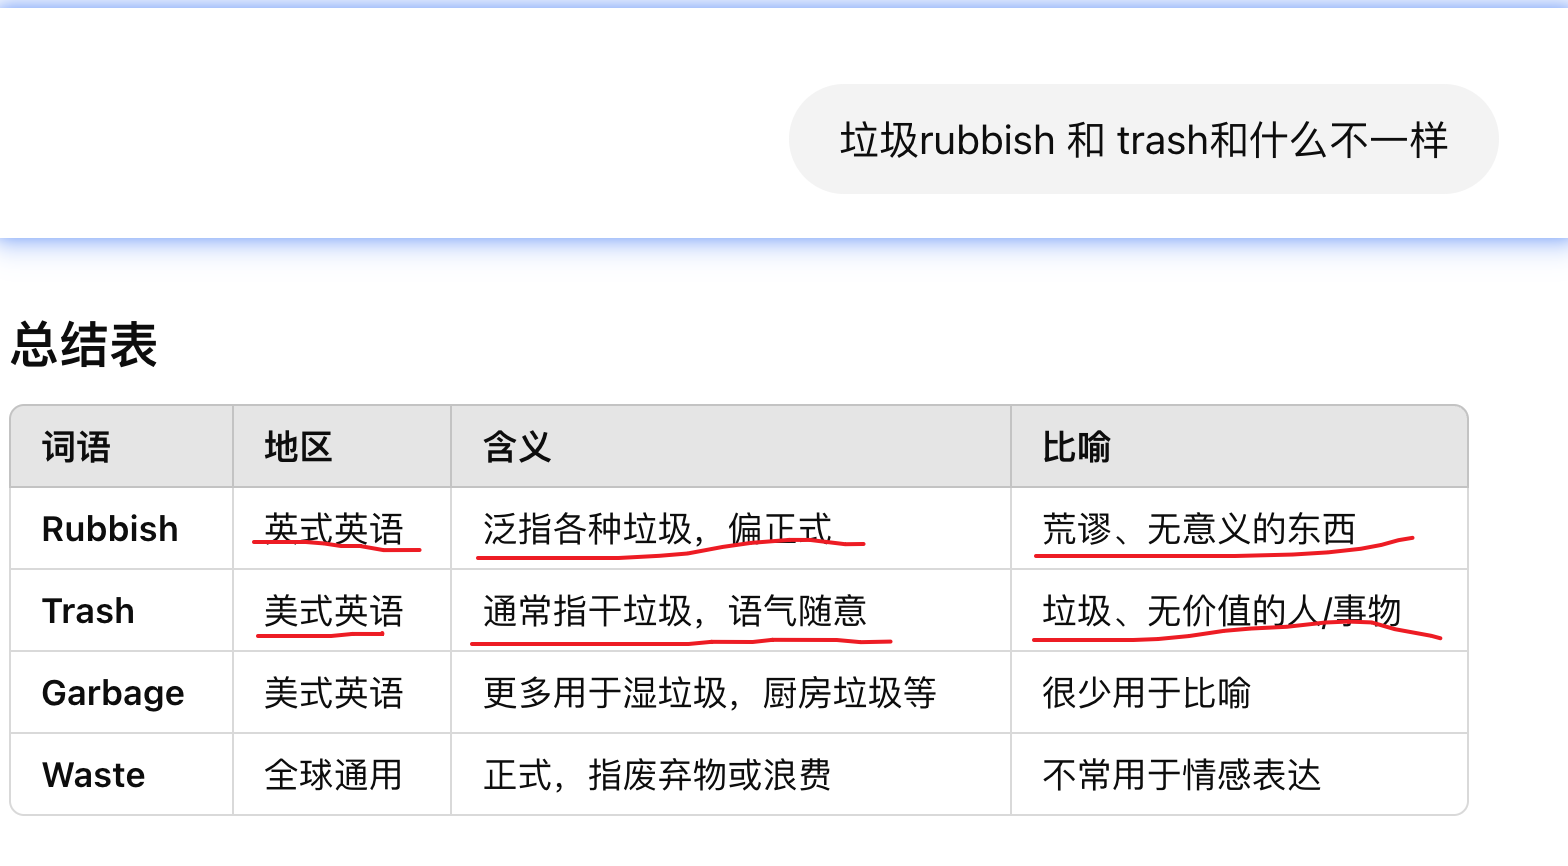 垃圾rubbish 和 trash和什么不一样
总结表
词语 地区 含义 比喻
Rubbish 英式英语 泛指各种垃圾，偏正式 荒谬、无意义的东西
Trash 美式英语 通常指干垃圾，语气随意 垃圾、无价值的人/事物
Garbage 美式英语 更多用于湿垃圾，厨房垃圾等 很少用于比喻
Waste 全球通用 正式，指废弃物或浪费 不常用于情感表达